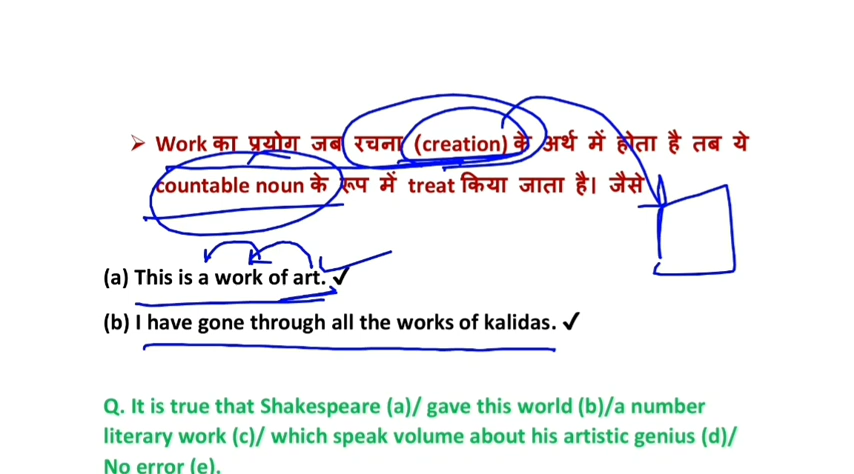 ➢ Work का प्रयोग जब रचना (creation) के अर्थ में होता है तब ये
countable noun के रूप में treat किया जाता है। जैसे
(a) This is a work of art. ✔
(b) I have gone through all the works of kalidas. ✔
Q. It is true that Shakespeare (a)/ gave this world (b)/a number
literary work (c)/ which speak volume about his artistic genius (d)/
No error (e).